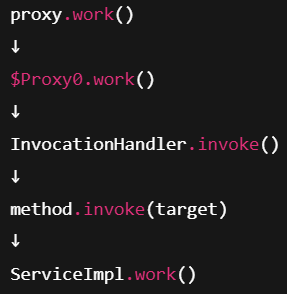 proxy.work()
↓
$Proxy0.work()
↓
InvocationHandler.invoke()
↓
method.invoke(target)
↓
ServiceImpl.work()